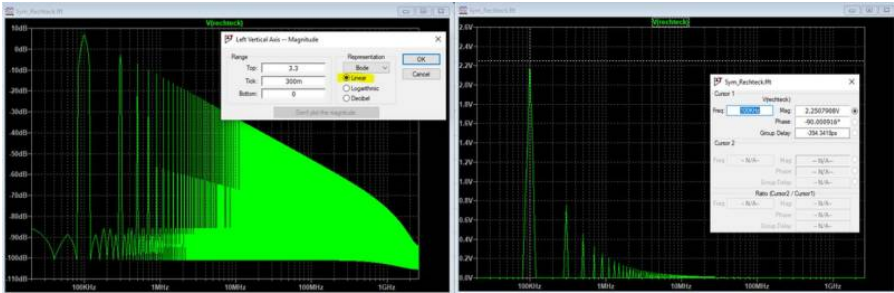 Sym_Rechteck.fft
V(rechteck)
10dB
0dB
-10dB
-20dB
-30dB
-40dB
-50dB
-60dB
-70dB
-80dB
-90dB
-100dB
-110dB
100KHz
1MHz
10MHz
100MHz
1GHz
Left Vertical Axis -- Magnitude
Range
Top:
3.3
Tick:
300m
Bottom:
0
Representation
Bode
Linear
Logarithmic
Decibel
OK
Cancel
Don't plot the magnitude
Sym_Rechteck.fft
V(rechteck)
2.6V
2.4V
2.2V
2.0V
1.8V
1.6V
1.4V
1.2V
1.0V
0.8V
0.6V
0.4V
0.2V
0.0V
100KHz
1MHz
10MHz
100MHz
1GHz
Sym_Rechteck.fft
Cursor 1
V(rechteck)
Freq:
100KHz
Mag:
2.2507908V
Phase:
-90.000916°
Group Delay:
Cursor 2
Freq:
-- N/A--
Mag:
-- N/A--
Phase:
-- N/A--
Group Delay:
-- N/A--
Ratio (Cursor2 / Cursor1)
Freq:
-- N/A--
Mag:
-- N/A--
Phase:
-- N/A--
Group Delay:
-- N/A--